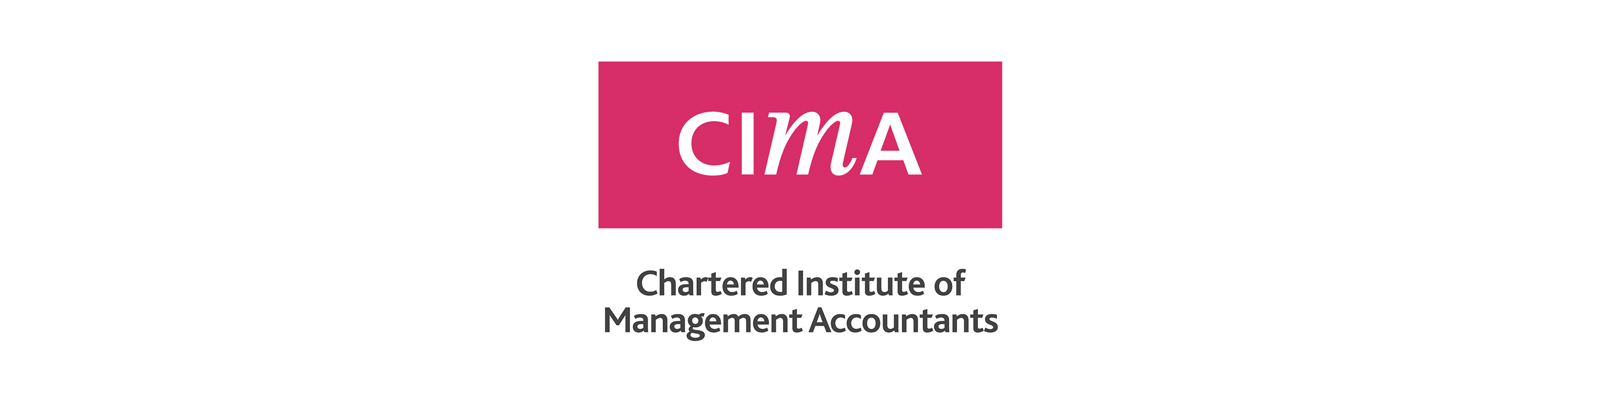 CIMA
Chartered Institute of
Management Accountants